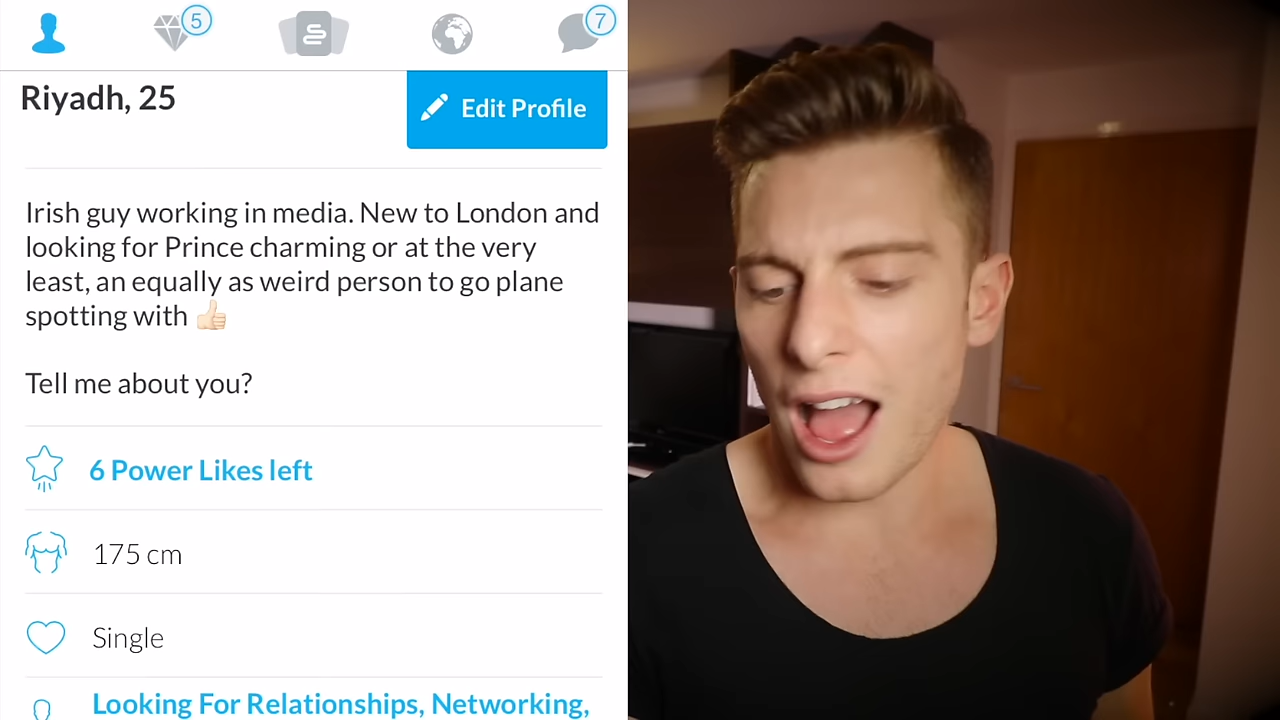 5
7
Riyadh, 25
Edit Profile
Irish guy working in media. New to London and
looking for Prince charming or at the very
least, an equally as weird person to go plane
spotting with 👍🏻
Tell me about you?
6 Power Likes left
175 cm
Single
Looking For Relationships, Networking,